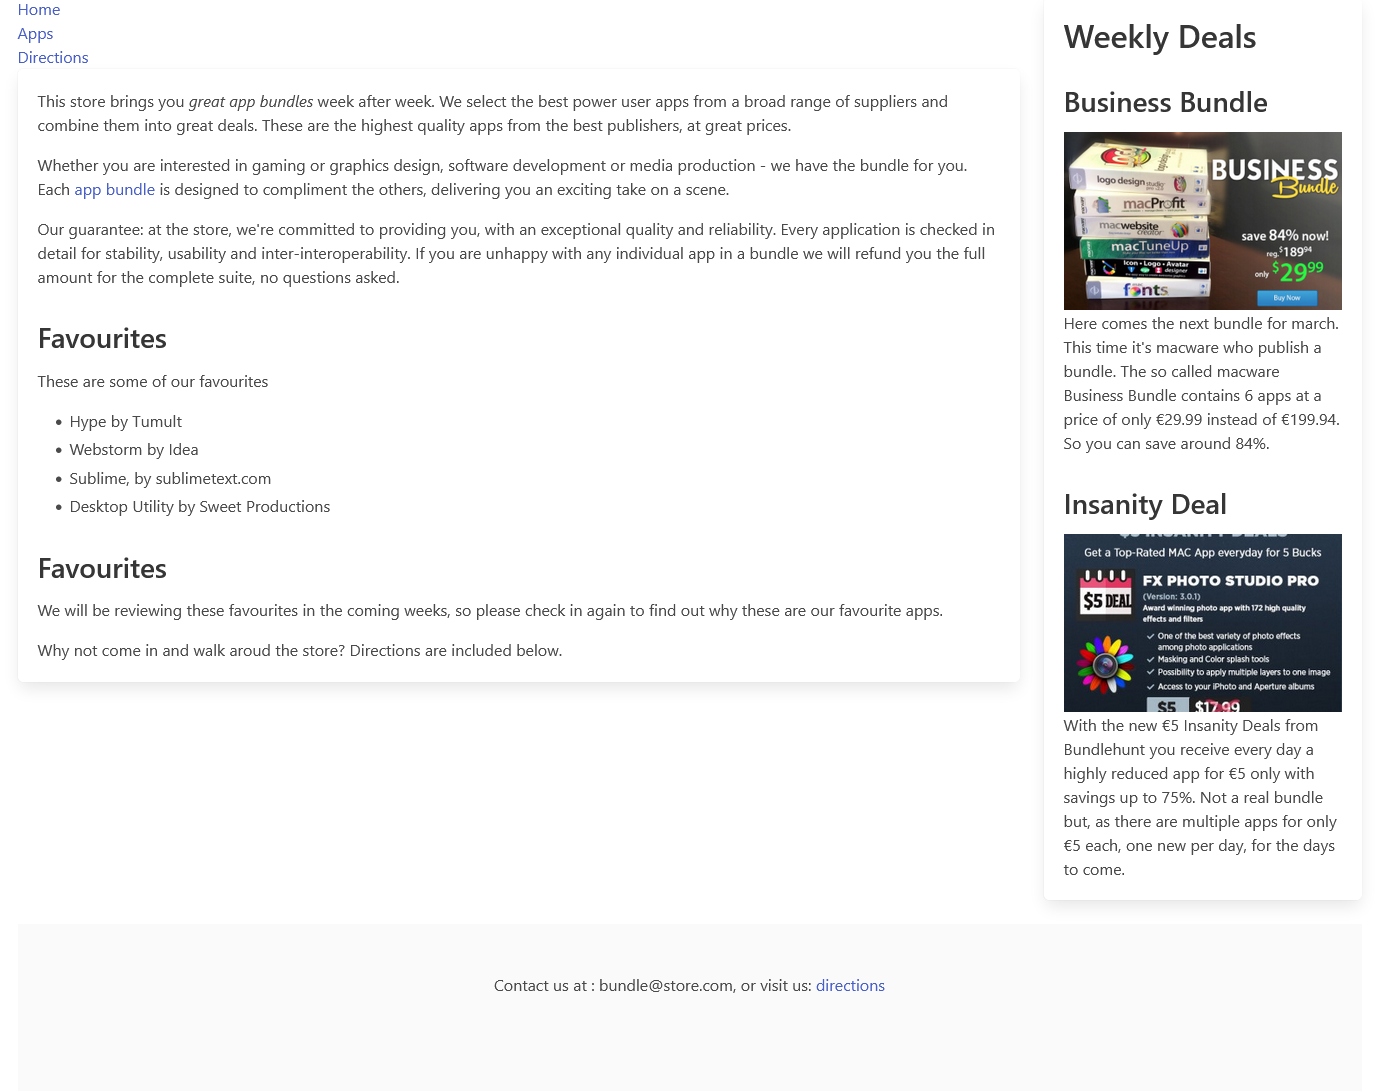 Home
Apps
Directions
This store brings you great app bundles week after week. We select the best power user apps from a broad range of suppliers and
combine them into great deals. These are the highest quality apps from the best publishers, at great prices.
Whether you are interested in gaming or graphics design, software development or media production - we have the bundle for you.
Each app bundle is designed to compliment the others, delivering you an exciting take on a scene.
Our guarantee: at the store, we're committed to providing you, with an exceptional quality and reliability. Every application is checked in
detail for stability, usability and inter-interoperability. If you are unhappy with any individual app in a bundle we will refund you the full
amount for the complete suite, no questions asked.
Favourites
These are some of our favourites
• Hype by Tumult
• Webstorm by Idea
• Sublime, by sublimetext.com
• Desktop Utility by Sweet Productions
Favourites
We will be reviewing these favourites in the coming weeks, so please check in again to find out why these are our favourite apps.
Why not come in and walk aroud the store? Directions are included below.
Weekly Deals
Business Bundle
logo design studio
macProfit
macwebsite
creator
macTuneUp
Icon • Logo • Avatar
designer
fonts
BUSINESS
Bundle
save 84% now!
reg. $189.94
only $29.99
Buy Now
Here comes the next bundle for march.
This time it's macware who publish a
bundle. The so called macware
Business Bundle contains 6 apps at a
price of only €29.99 instead of €199.94.
So you can save around 84%.
Insanity Deal
$5 INSANITY DEALS
Get a Top-Rated MAC App everyday for 5 Bucks
$5 DEAL
FX PHOTO STUDIO PRO
(Version: 3.0.1)
Award winning photo app with 172 high quality
effects and filters
✓ One of the best variety of photo effects
among photo applications
✓ Masking and Color splash tools
✓ Possibility to apply multiple layers to one image
✓ Access to your iPhoto and Aperture albums
$5 $17.99
With the new €5 Insanity Deals from
Bundlehunt you receive every day a
highly reduced app for €5 only with
savings up to 75%. Not a real bundle
but, as there are multiple apps for only
€5 each, one new per day, for the days
to come.
Contact us at : bundle@store.com, or visit us: directions